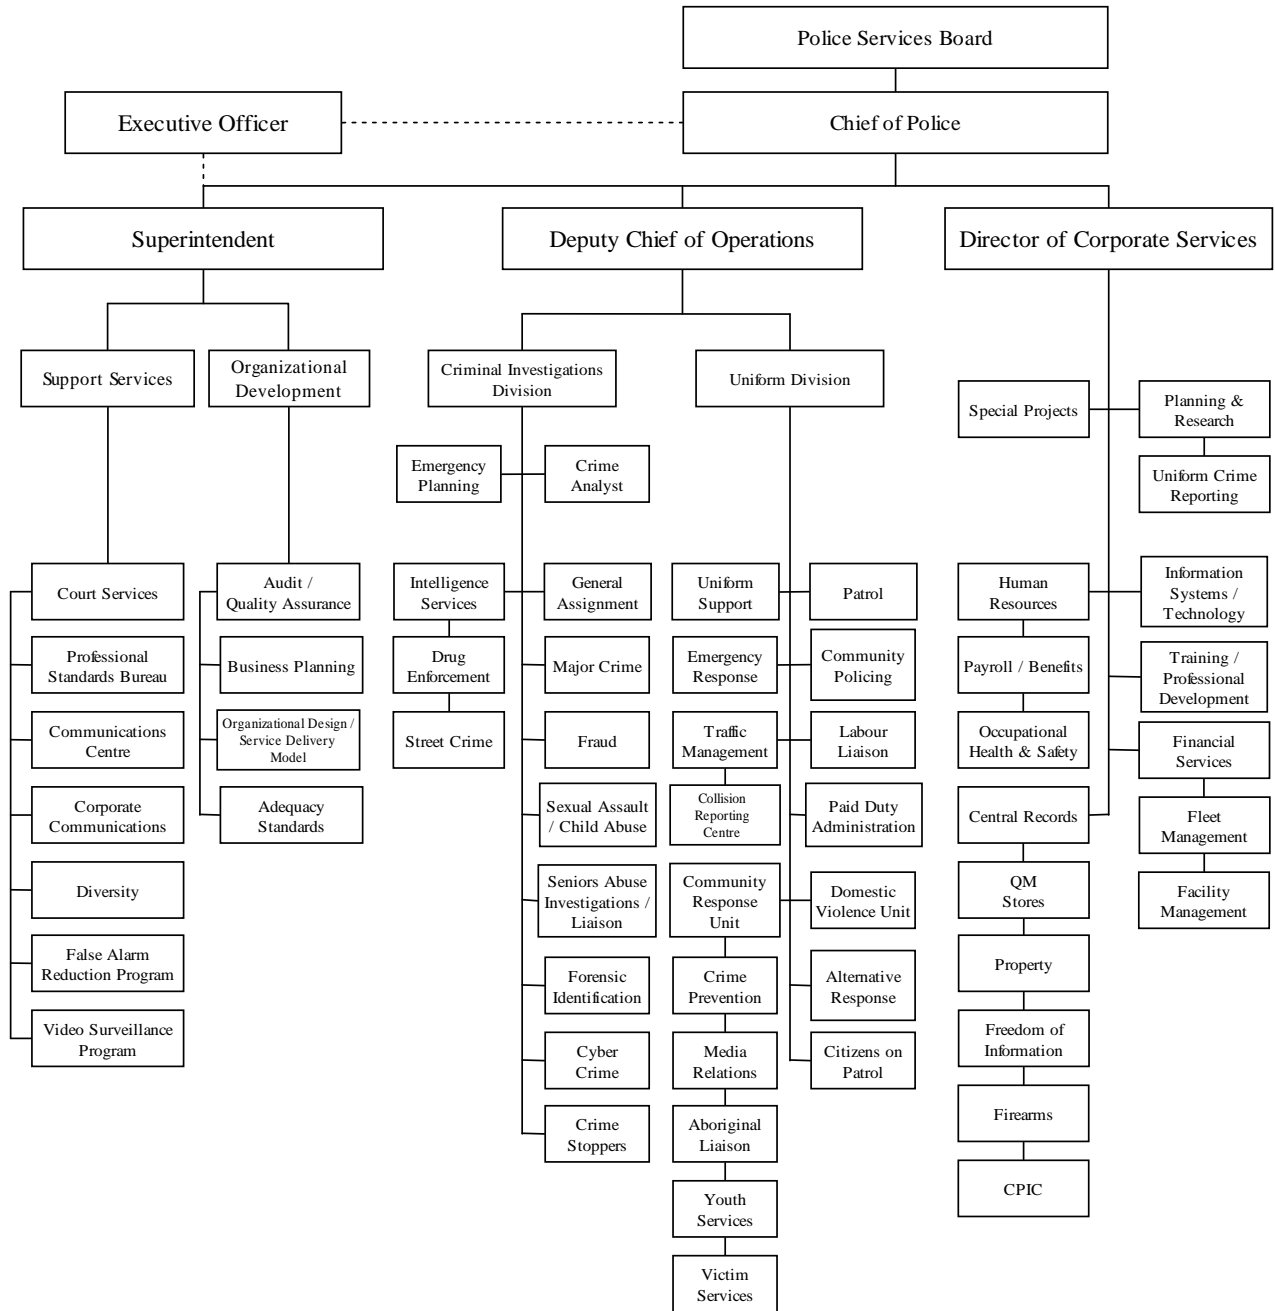 Police Services Board
Executive Officer
Chief of Police
Superintendent
Deputy Chief of Operations
Director of Corporate Services
Support Services
Organizational
Development
Criminal Investigations
Division
Uniform Division
Special Projects
Planning &
Research
Emergency
Planning
Crime
Analyst
Uniform Crime
Reporting
Court Services
Professional
Standards Bureau
Communications
Centre
Corporate
Communications
Diversity
False Alarm
Reduction Program
Video Surveillance
Program
Audit /
Quality Assurance
Business Planning
Organizational Design /
Service Delivery
Model
Adequacy
Standards
Intelligence
Services
Drug
Enforcement
Street Crime
General
Assignment
Major Crime
Fraud
Sexual Assault
/ Child Abuse
Seniors Abuse
Investigations /
Liaison
Forensic
Identification
Cyber
Crime
Crime
Stoppers
Uniform
Support
Emergency
Response
Traffic
Management
Collision
Reporting
Centre
Community
Response
Unit
Crime
Prevention
Media
Relations
Aboriginal
Liaison
Youth
Services
Victim
Services
Patrol
Community
Policing
Labour
Liaison
Paid Duty
Administration
Domestic
Violence Unit
Alternative
Response
Citizens on
Patrol
Human
Resources
Payroll / Benefits
Occupational
Health & Safety
Central Records
QM
Stores
Property
Freedom of
Information
Firearms
CPIC
Information
Systems /
Technology
Training /
Professional
Development
Financial
Services
Fleet
Management
Facility
Management